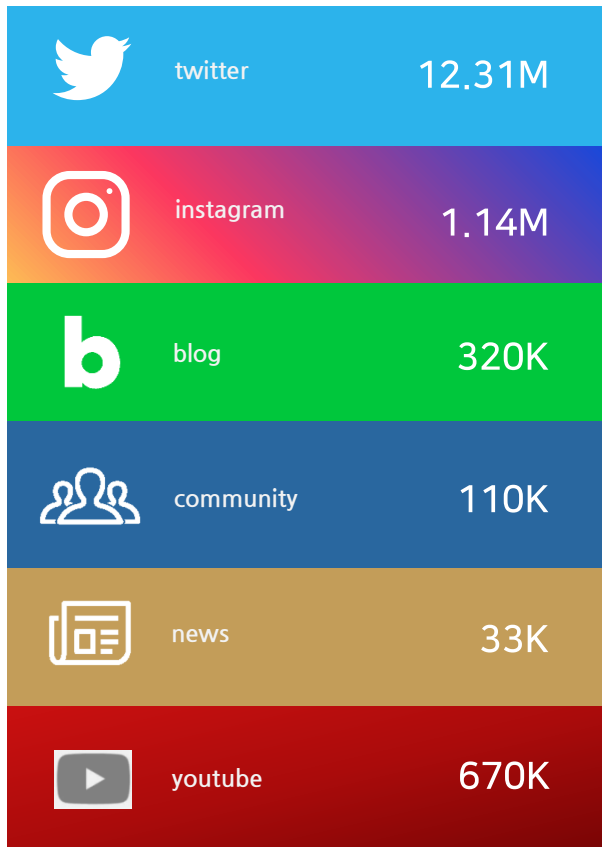 twitter 12.31M
instagram 1.14M
blog 320K
community 110K
news 33K
youtube 670K